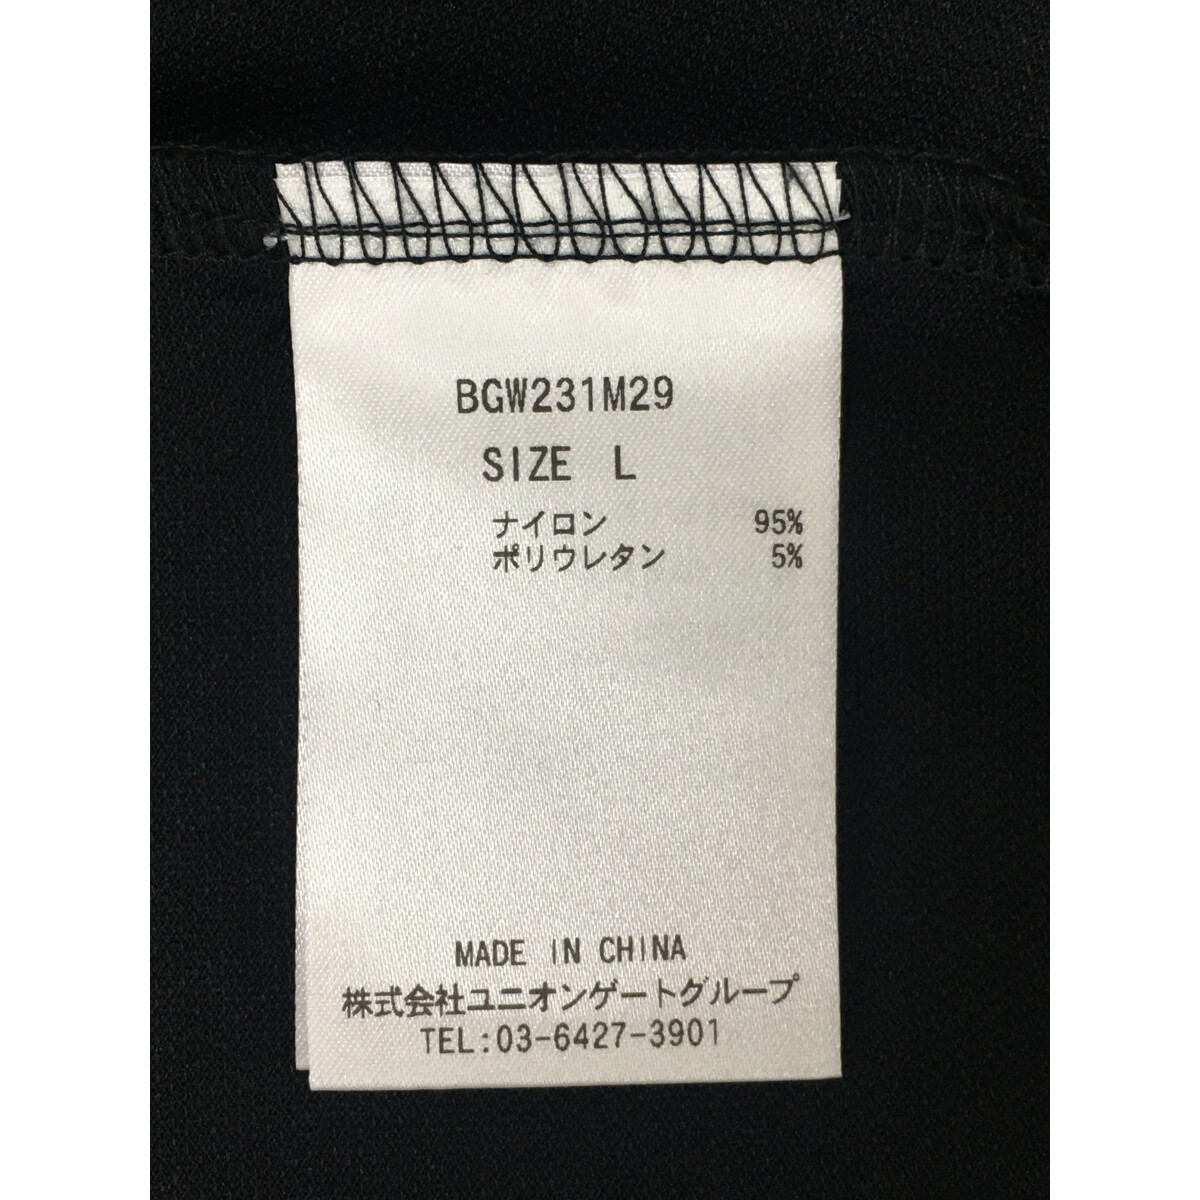 BGW231M29
SIZE L
ナイロン 95%
ポリウレタン 5%
MADE IN CHINA
株式会社ユニオンゲートグループ
TEL:03-6427-3901